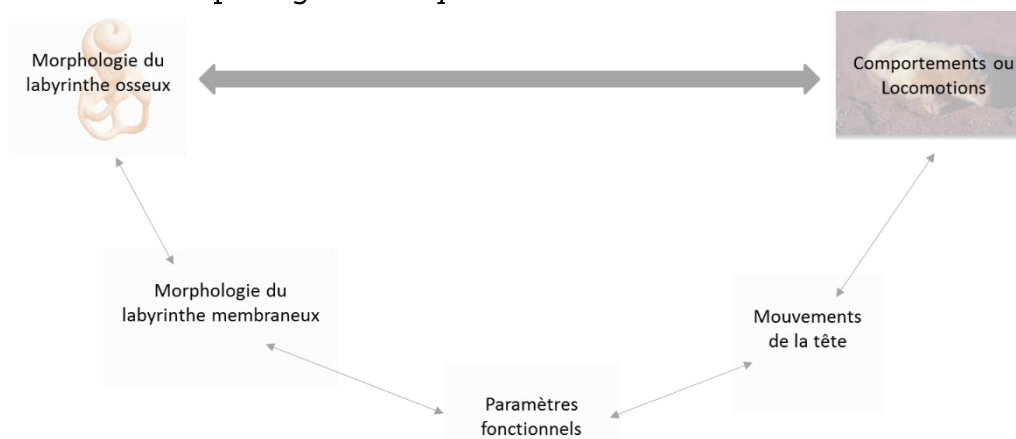 Morphologie du
labyrinthe osseux
Comportements ou
Locomotions
Morphologie du
labyrinthe membraneux
Mouvements
de la tête
Paramètres
fonctionnels